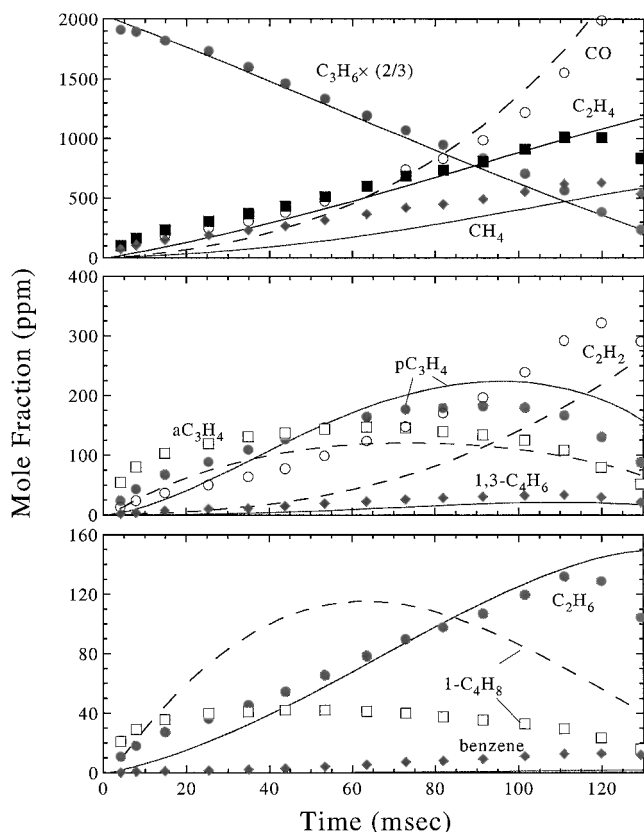 2000
1500
1000
500
0
C₃H₆× (2/3)
CO
C₂H₄
CH₄
400
300
200
100
0
pC₃H₄
C₂H₂
aC₃H₄
1,3-C₄H₆
160
120
80
40
0
C₂H₆
1-C₄H₈
benzene
0 20 40 60 80 100 120
Time (msec)
Mole Fraction (ppm)